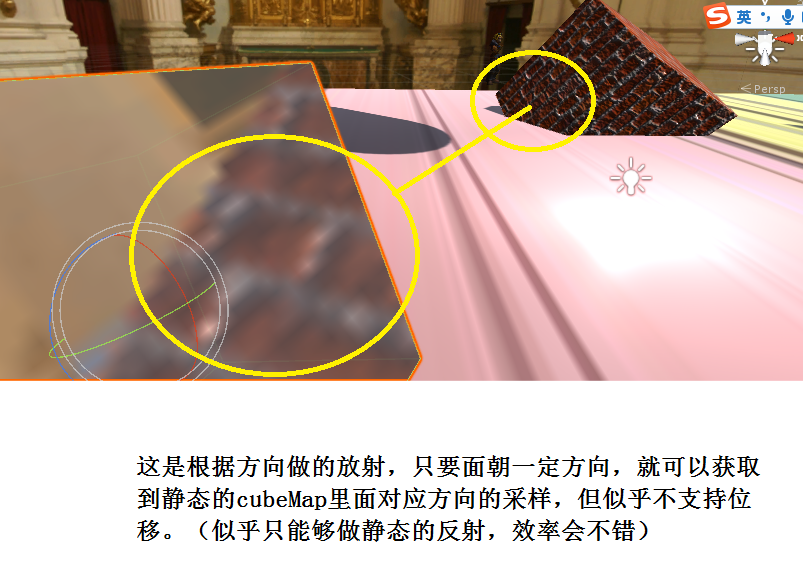 英
Persp
这是根据方向做的放射，只要面朝一定方向，就可以获取
到静态的cubeMap里面对应方向的采样，但似乎不支持位
移。（似乎只能够做静态的反射，效率会不错）